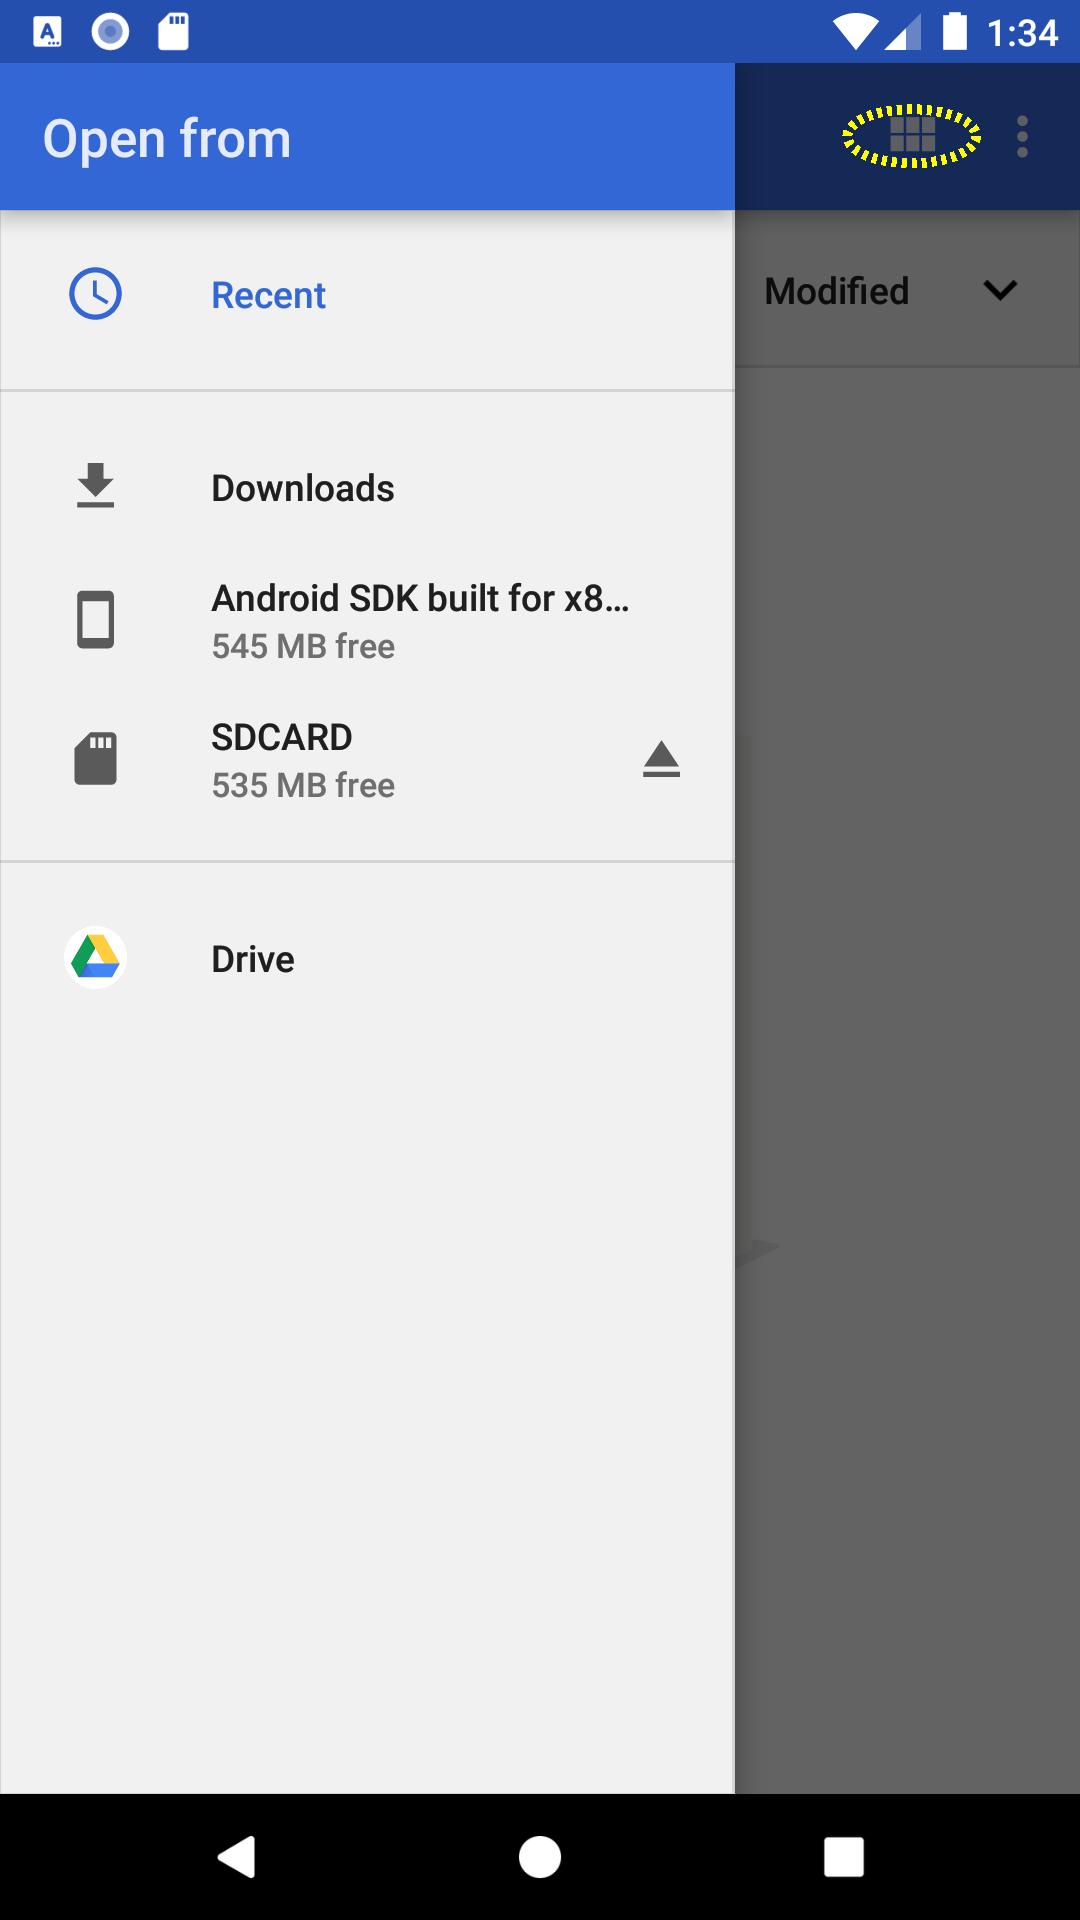 1:34
Open from
Recent
Modified
Downloads
Android SDK built for x8...
545 MB free
SDCARD
535 MB free
Drive